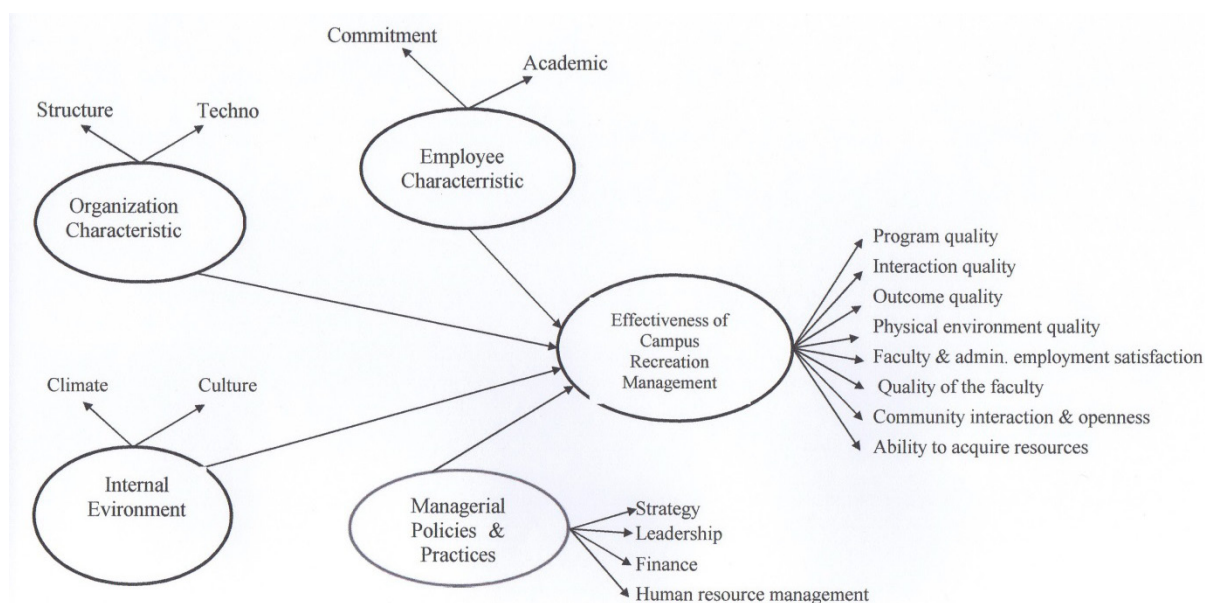 Commitment
Academic
Structure
Techno
Employee
Characterristic
Organization
Characteristic
Program quality
Interaction quality
Outcome quality
Physical environment quality
Faculty & admin. employment satisfaction
Quality of the faculty
Community interaction & openness
Ability to acquire resources
Effectiveness of
Campus
Recreation
Management
Climate
Culture
Internal
Evironment
Managerial
Policies & 
Practices
Strategy
Leadership
Finance
Human resource management